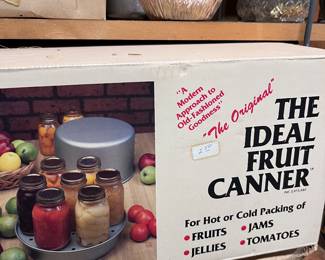 "A
Modern
Approach to
Old-Fashioned
Goodness"
"The Original"
THE
IDEAL
FRUIT
CANNER™
For Hot or Cold Packing of
• FRUITS
• JAMS
• JELLIES
• TOMATOES